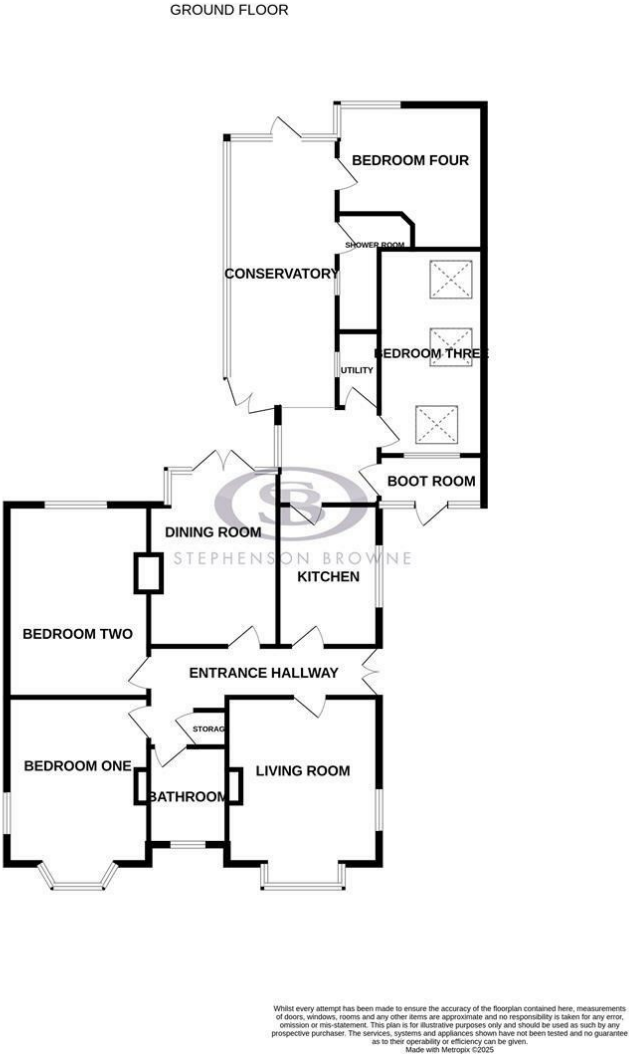 GROUND FLOOR
BEDROOM FOUR
SHOWER ROOM
CONSERVATORY
BEDROOM THREE
UTILITY
BOOT ROOM
SB
DINING ROOM
STEPHENSON BROWNE
KITCHEN
BEDROOM TWO
ENTRANCE HALLWAY
STORAG
BEDROOM ONE
LIVING ROOM
BATHROOM
Whilst every attempt has been made to ensure the accuracy of the floorplan contained here, measurements
of doors, windows, rooms and any other items are approximate and no responsibility is taken for any error,
omission or mis-statement. This plan is for illustrative purposes only and should be used as such by any
prospective purchaser. The services, systems and appliances shown have not been tested and no guarantee
as to their operability or efficiency can be given.
Made with Metropix ©2025